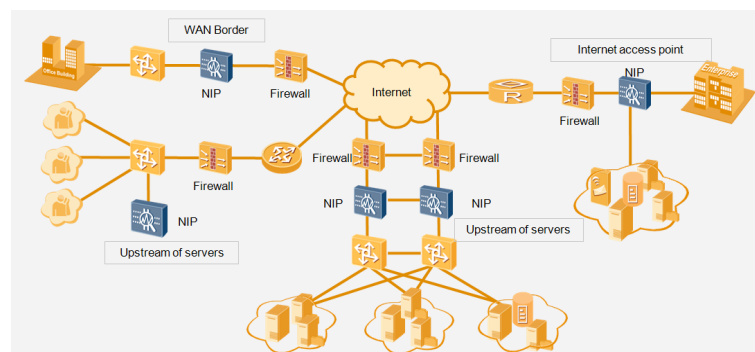 WAN Border
Office Building
NIP
Firewall
Internet
Internet access point
NIP
R
Firewall
Enterprise
Firewall
NIP
Upstream of servers
Firewall
Firewall
NIP
NIP
Upstream of servers